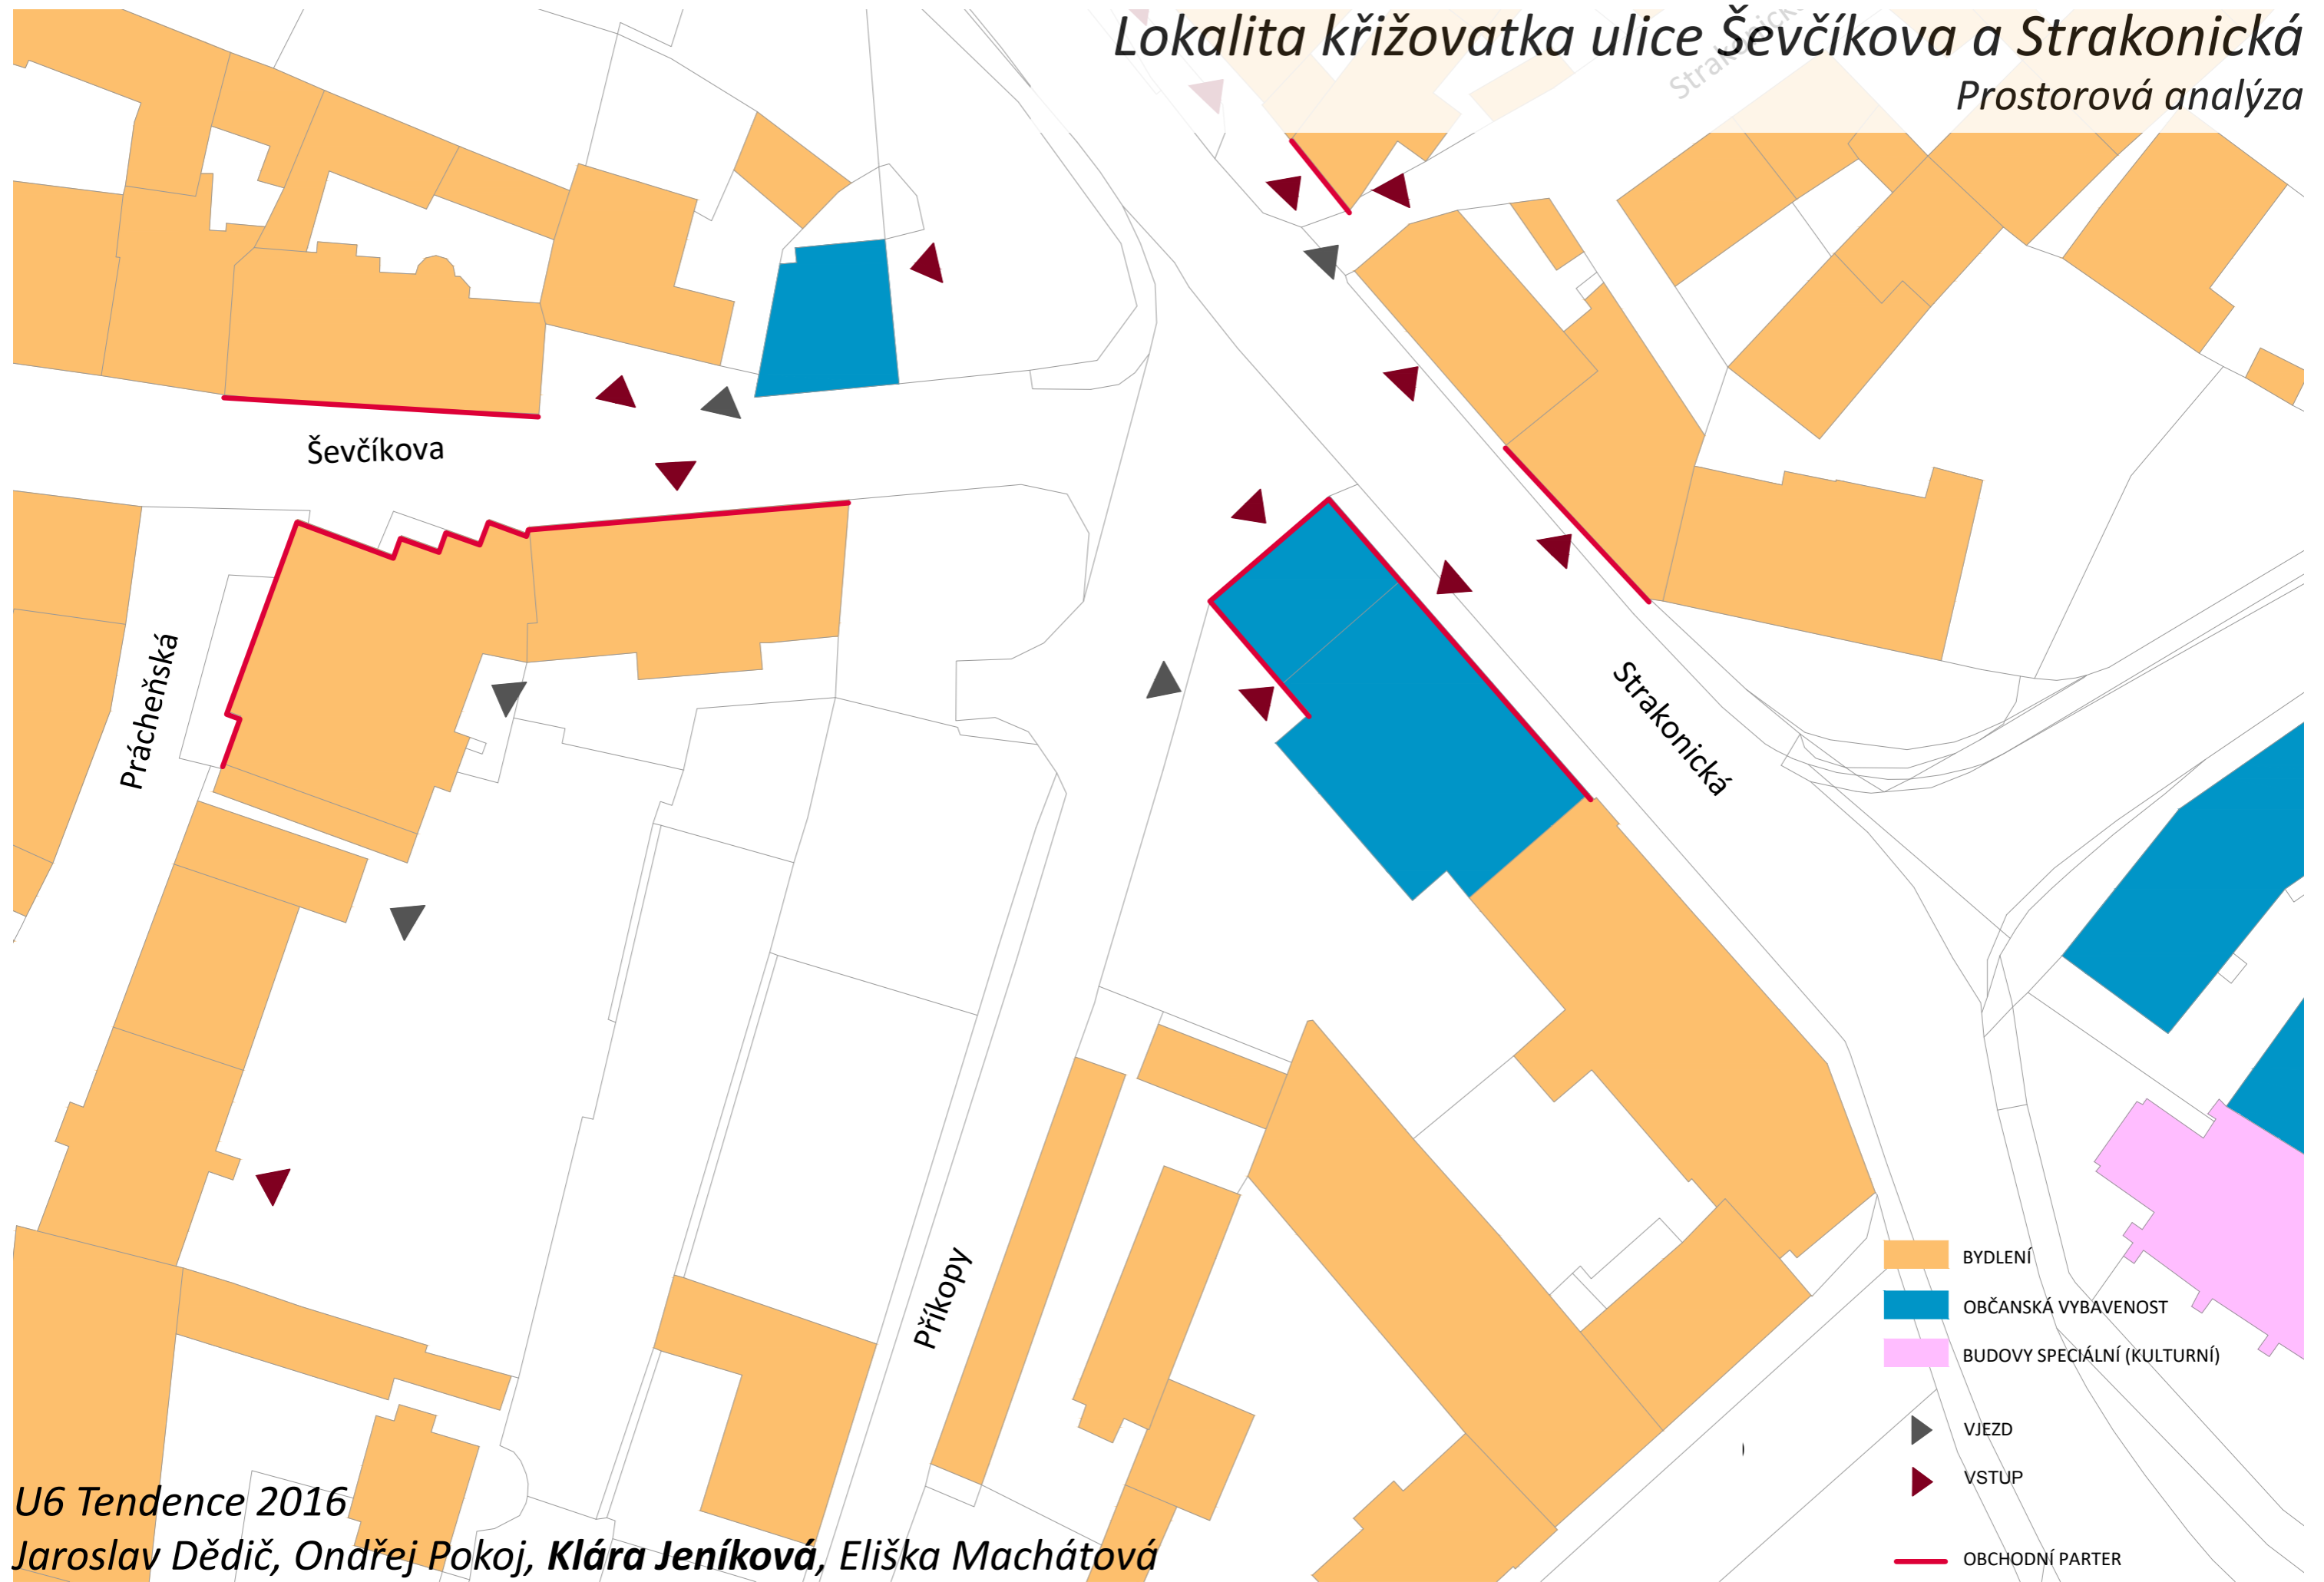 Lokalita křižovatka ulice Ševčíkova a Strakonická
Prostorová analýza
Strakonická
Ševčíkova
Prácheňská
Strakonická
Příkopy
BYDLENÍ
OBČANSKÁ VYBAVENOST
BUDOVY SPECIÁLNÍ (KULTURNÍ)
VJEZD
VSTUP
OBCHODNÍ PARTER
U6 Tendence 2016
Jaroslav Dědič, Ondřej Pokoj, Klára Jeníková, Eliška Machátová